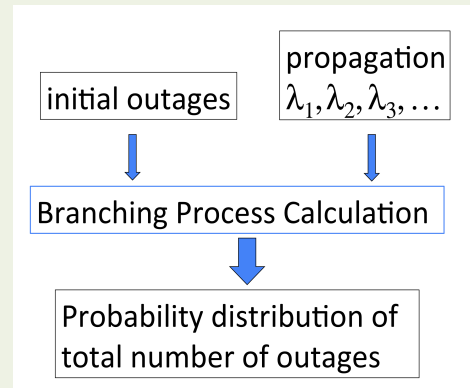 initial outages
propagation
λ₁, λ₂, λ₃, …
Branching Process Calculation
Probability distribution of
total number of outages